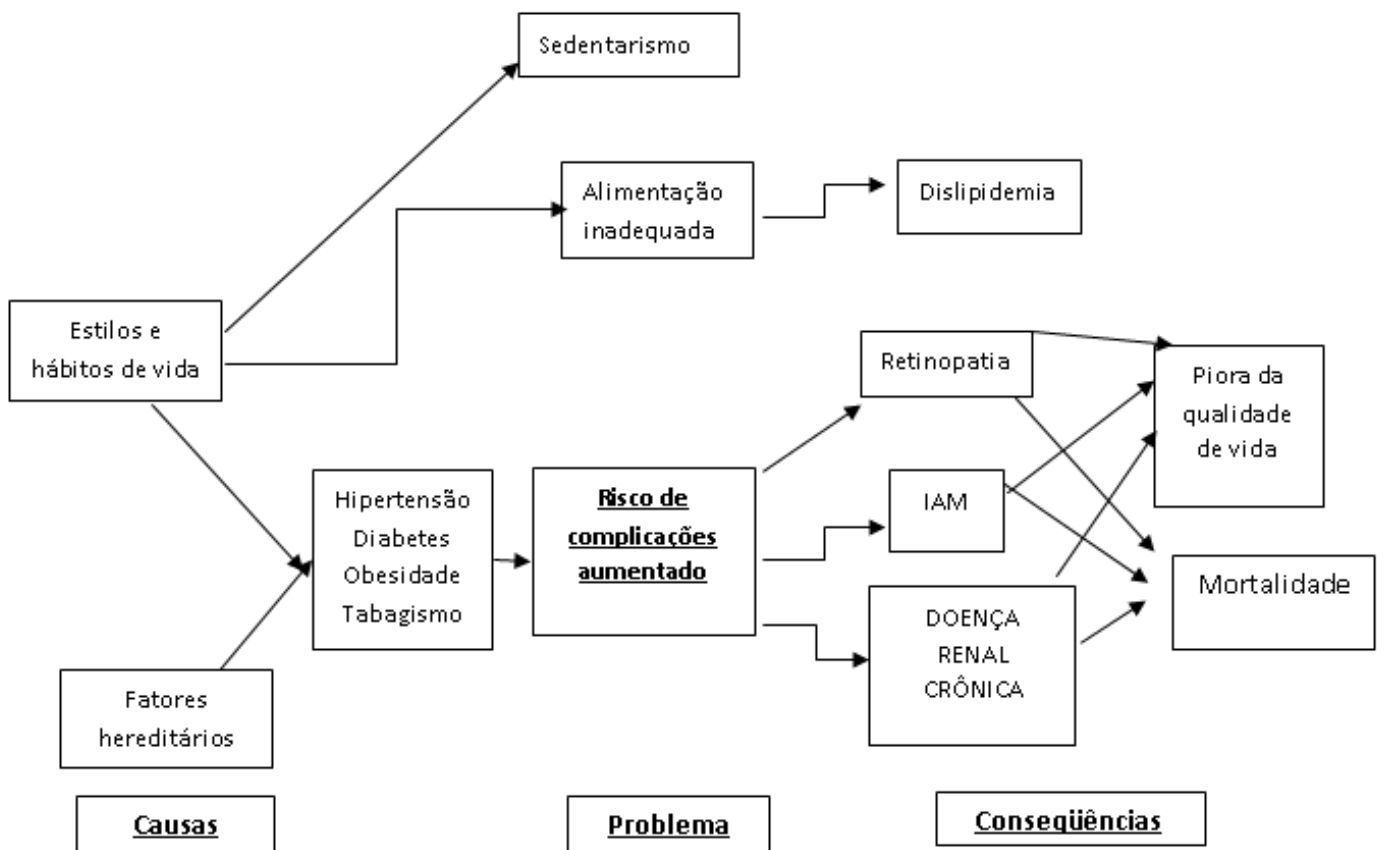 Sedentarismo
Alimentação
inadequada
Dislipidemia
Estilos e
hábitos de vida
Retinopatia
Piora da
qualidade
de vida
Hipertensão
Diabetes
Obesidade
Tabagismo
Risco de
complicações
aumentado
IAM
Mortalidade
DOENÇA
RENAL
CRÔNICA
Fatores
hereditários
Causas
Problema
Conseqüências